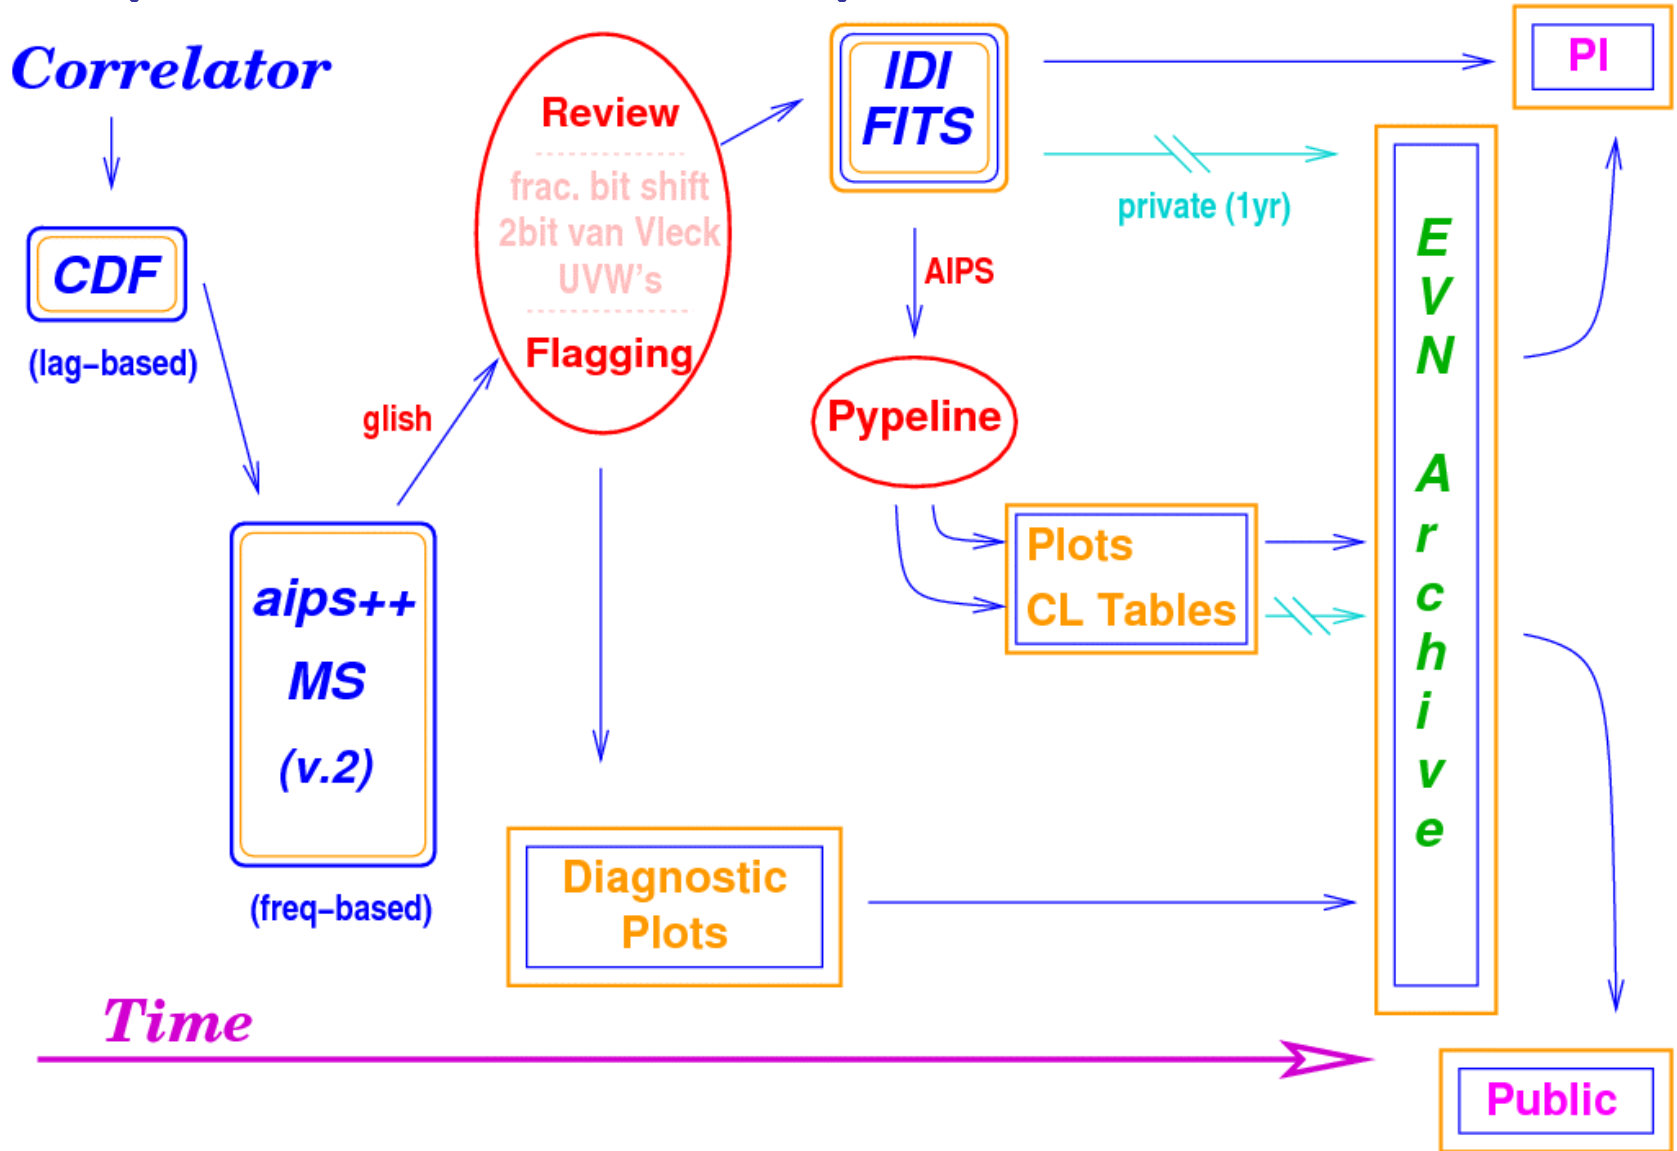 Correlator
CDF
(lag-based)
glish
aips++
MS
(v.2)
(freq-based)
Review
frac. bit shift
2bit van Vleck
UVW's
Flagging
IDI
FITS
AIPS
Pypeline
private (1yr)
Plots
CL Tables
Diagnostic
Plots
E
V
N
A
r
c
h
i
v
e
PI
Public
Time